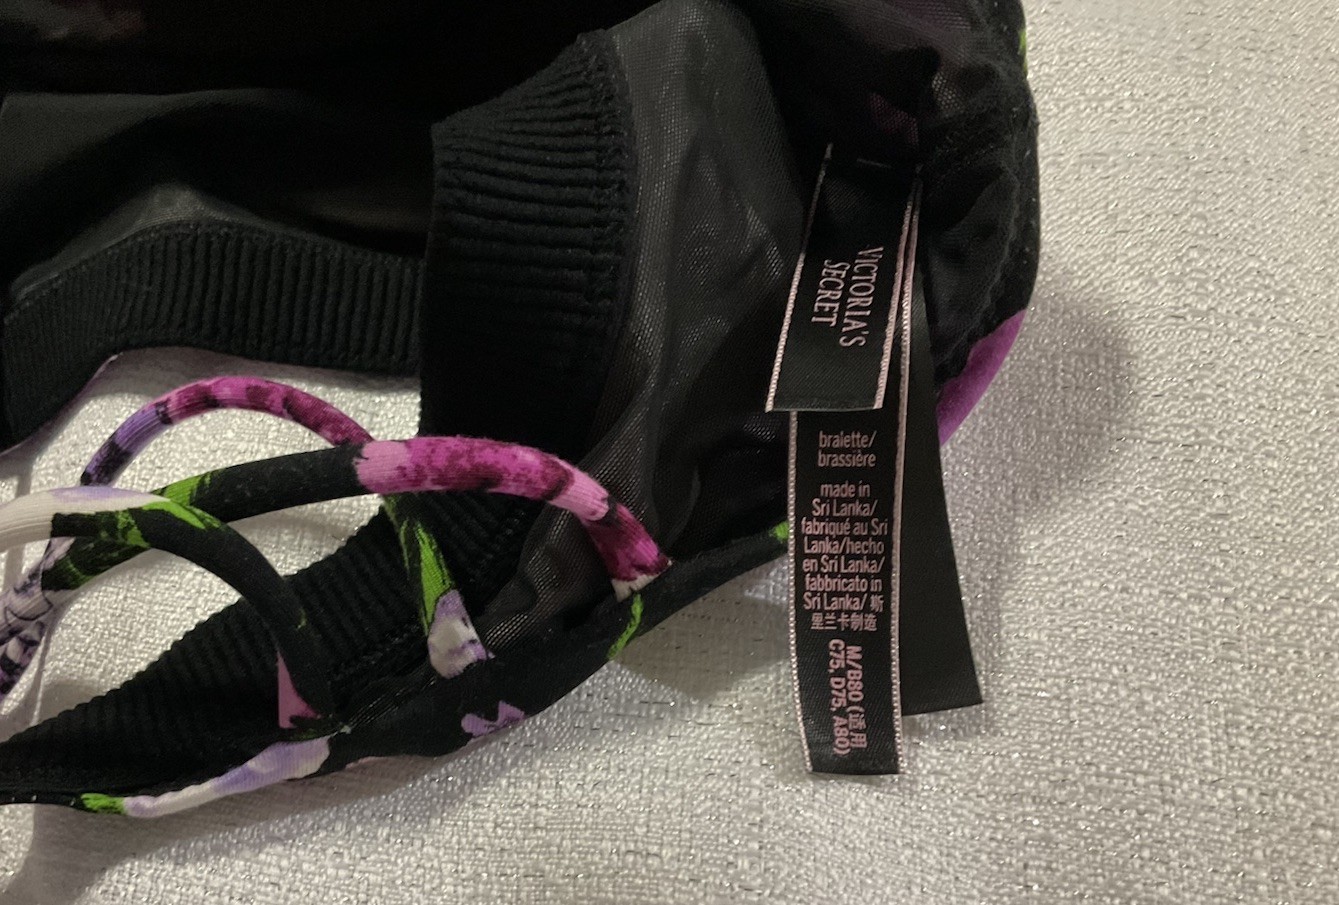 VICTORIA'S
SECRET
bralette/
brassière
made in
Sri Lanka/
fabriqué au Sri
Lanka/hecho
en Sri Lanka/
fabbricato in
Sri Lanka/ 斯
里兰卡制造
M/B80 (适用
C75, D75, A80)